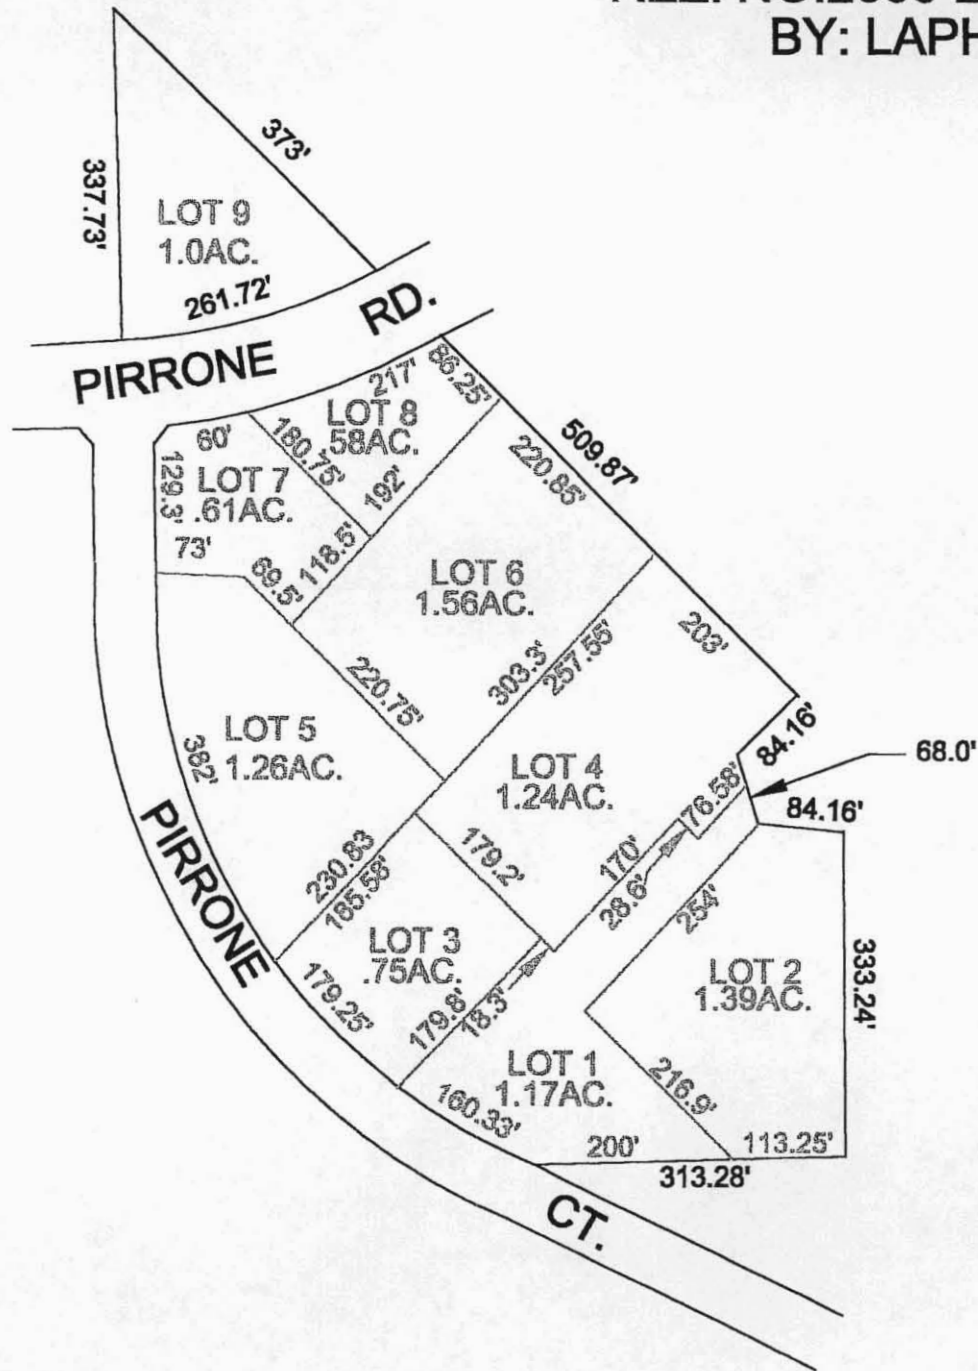 BY: LAPH
373'
337.73'
LOT 9
1.0AC.
261.72'
PIRRONE RD.
217'
86.25'
LOT 8
.58AC.
60'
180.75'
192'
509.87'
220.85'
129.3'
LOT 7
.61AC.
73'
69.5'
118.5'
LOT 6
1.56AC.
203'
303.3'
257.55'
220.75'
84.16'
68.0'
LOT 5
1.26AC.
382'
LOT 4
1.24AC.
76.58'
84.16'
PIRRONE
179.2'
170'
28.6'
254'
230.83
185.58'
LOT 3
.75AC.
179.25'
179.8'
18.3'
LOT 2
1.39AC.
333.24'
LOT 1
1.17AC.
216.9'
160.33'
200'
113.25'
313.28'
CT.